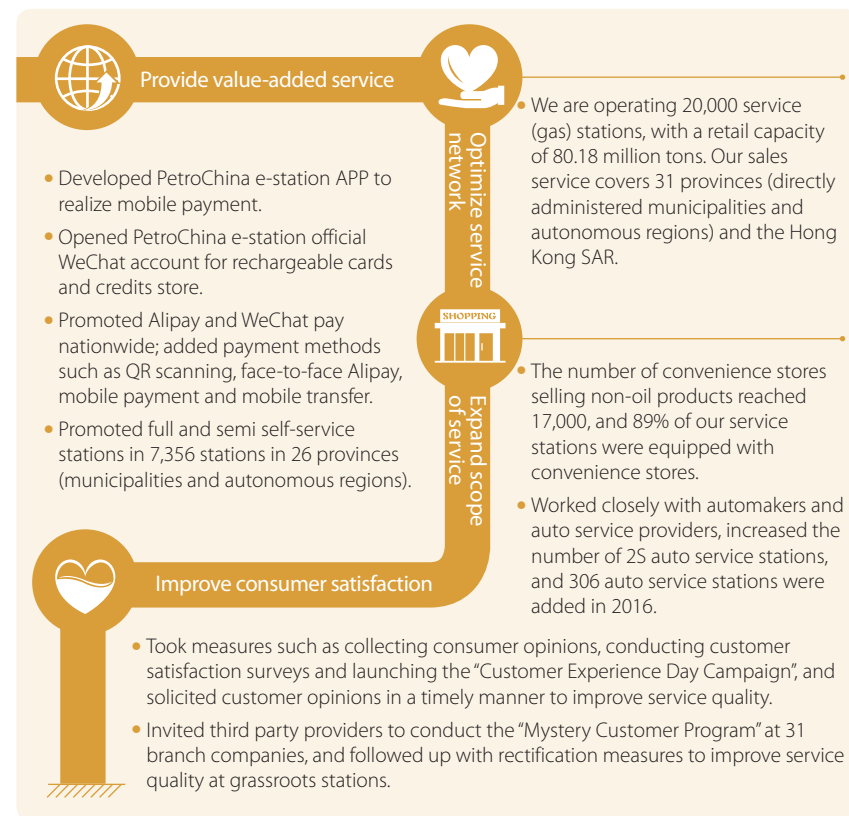 Provide value-added service
• Developed PetroChina e-station APP to
realize mobile payment.
• Opened PetroChina e-station official
WeChat account for rechargeable cards
and credits store.
• Promoted Alipay and WeChat pay
nationwide; added payment methods
such as QR scanning, face-to-face Alipay,
mobile payment and mobile transfer.
• Promoted full and semi self-service
stations in 7,356 stations in 26 provinces
(municipalities and autonomous regions).
Optimize service
network
• We are operating 20,000 service
(gas) stations, with a retail capacity
of 80.18 million tons. Our sales
service covers 31 provinces (directly
administered municipalities and
autonomous regions) and the Hong
Kong SAR.
SHOPPING
Expand scope
of service
• The number of convenience stores
selling non-oil products reached
17,000, and 89% of our service
stations were equipped with
convenience stores.
• Worked closely with automakers and
auto service providers, increased the
number of 2S auto service stations,
and 306 auto service stations were
added in 2016.
Improve consumer satisfaction
• Took measures such as collecting consumer opinions, conducting customer
satisfaction surveys and launching the “Customer Experience Day Campaign”, and
solicited customer opinions in a timely manner to improve service quality.
• Invited third party providers to conduct the “Mystery Customer Program” at 31
branch companies, and followed up with rectification measures to improve service
quality at grassroots stations.